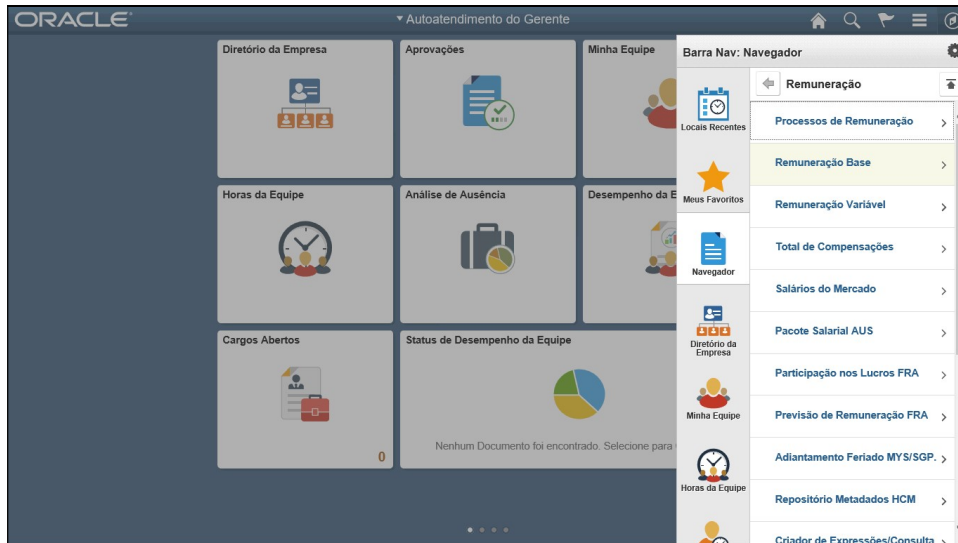 ORACLE
Autoatendimento do Gerente
Diretório da Empresa
Aprovações
Minha Equipe
Horas da Equipe
Análise de Ausência
Desempenho da E
Cargos Abertos
0
Status de Desempenho da Equipe
Nenhum Documento foi encontrado. Selecione para
Barra Nav: Navegador
Locais Recentes
Meus Favoritos
Navegador
Diretório da
Empresa
Minha Equipe
Horas da Equipe
Remuneração
Processos de Remuneração
Remuneração Base
Remuneração Variável
Total de Compensações
Salários do Mercado
Pacote Salarial AUS
Participação nos Lucros FRA
Previsão de Remuneração FRA
Adiantamento Feriado MYS/SGP.
Repositório Metadados HCM
Criador de Expressões/Consulta